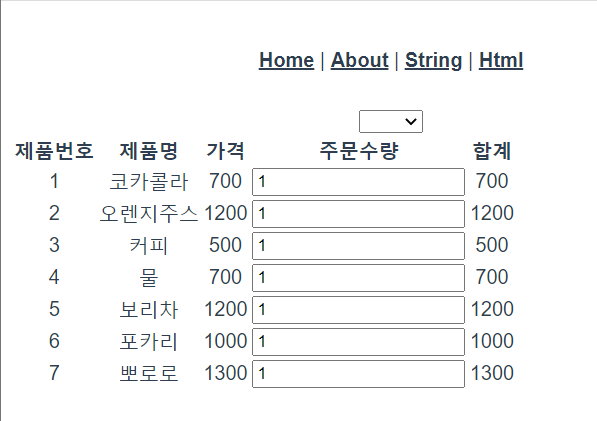 Home | About | String | Html
제품번호 제품명 가격 주문수량 합계
1 코카콜라 700 1 700
2 오렌지주스 1200 1 1200
3 커피 500 1 500
4 물 700 1 700
5 보리차 1200 1 1200
6 포카리 1000 1 1000
7 뽀로로 1300 1 1300